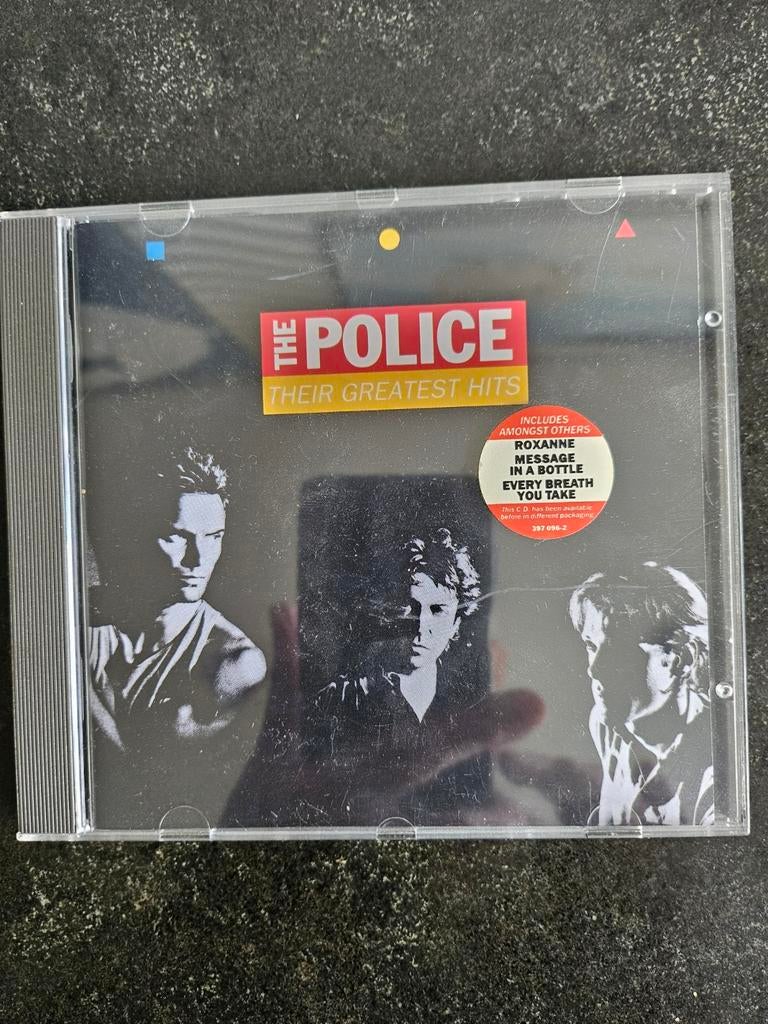 THE POLICE
THEIR GREATEST HITS
INCLUDES
AMONGST OTHERS
ROXANNE
MESSAGE
IN A BOTTLE
EVERY BREATH
YOU TAKE
This C.D. has been available
before in different packaging.
397 096-2